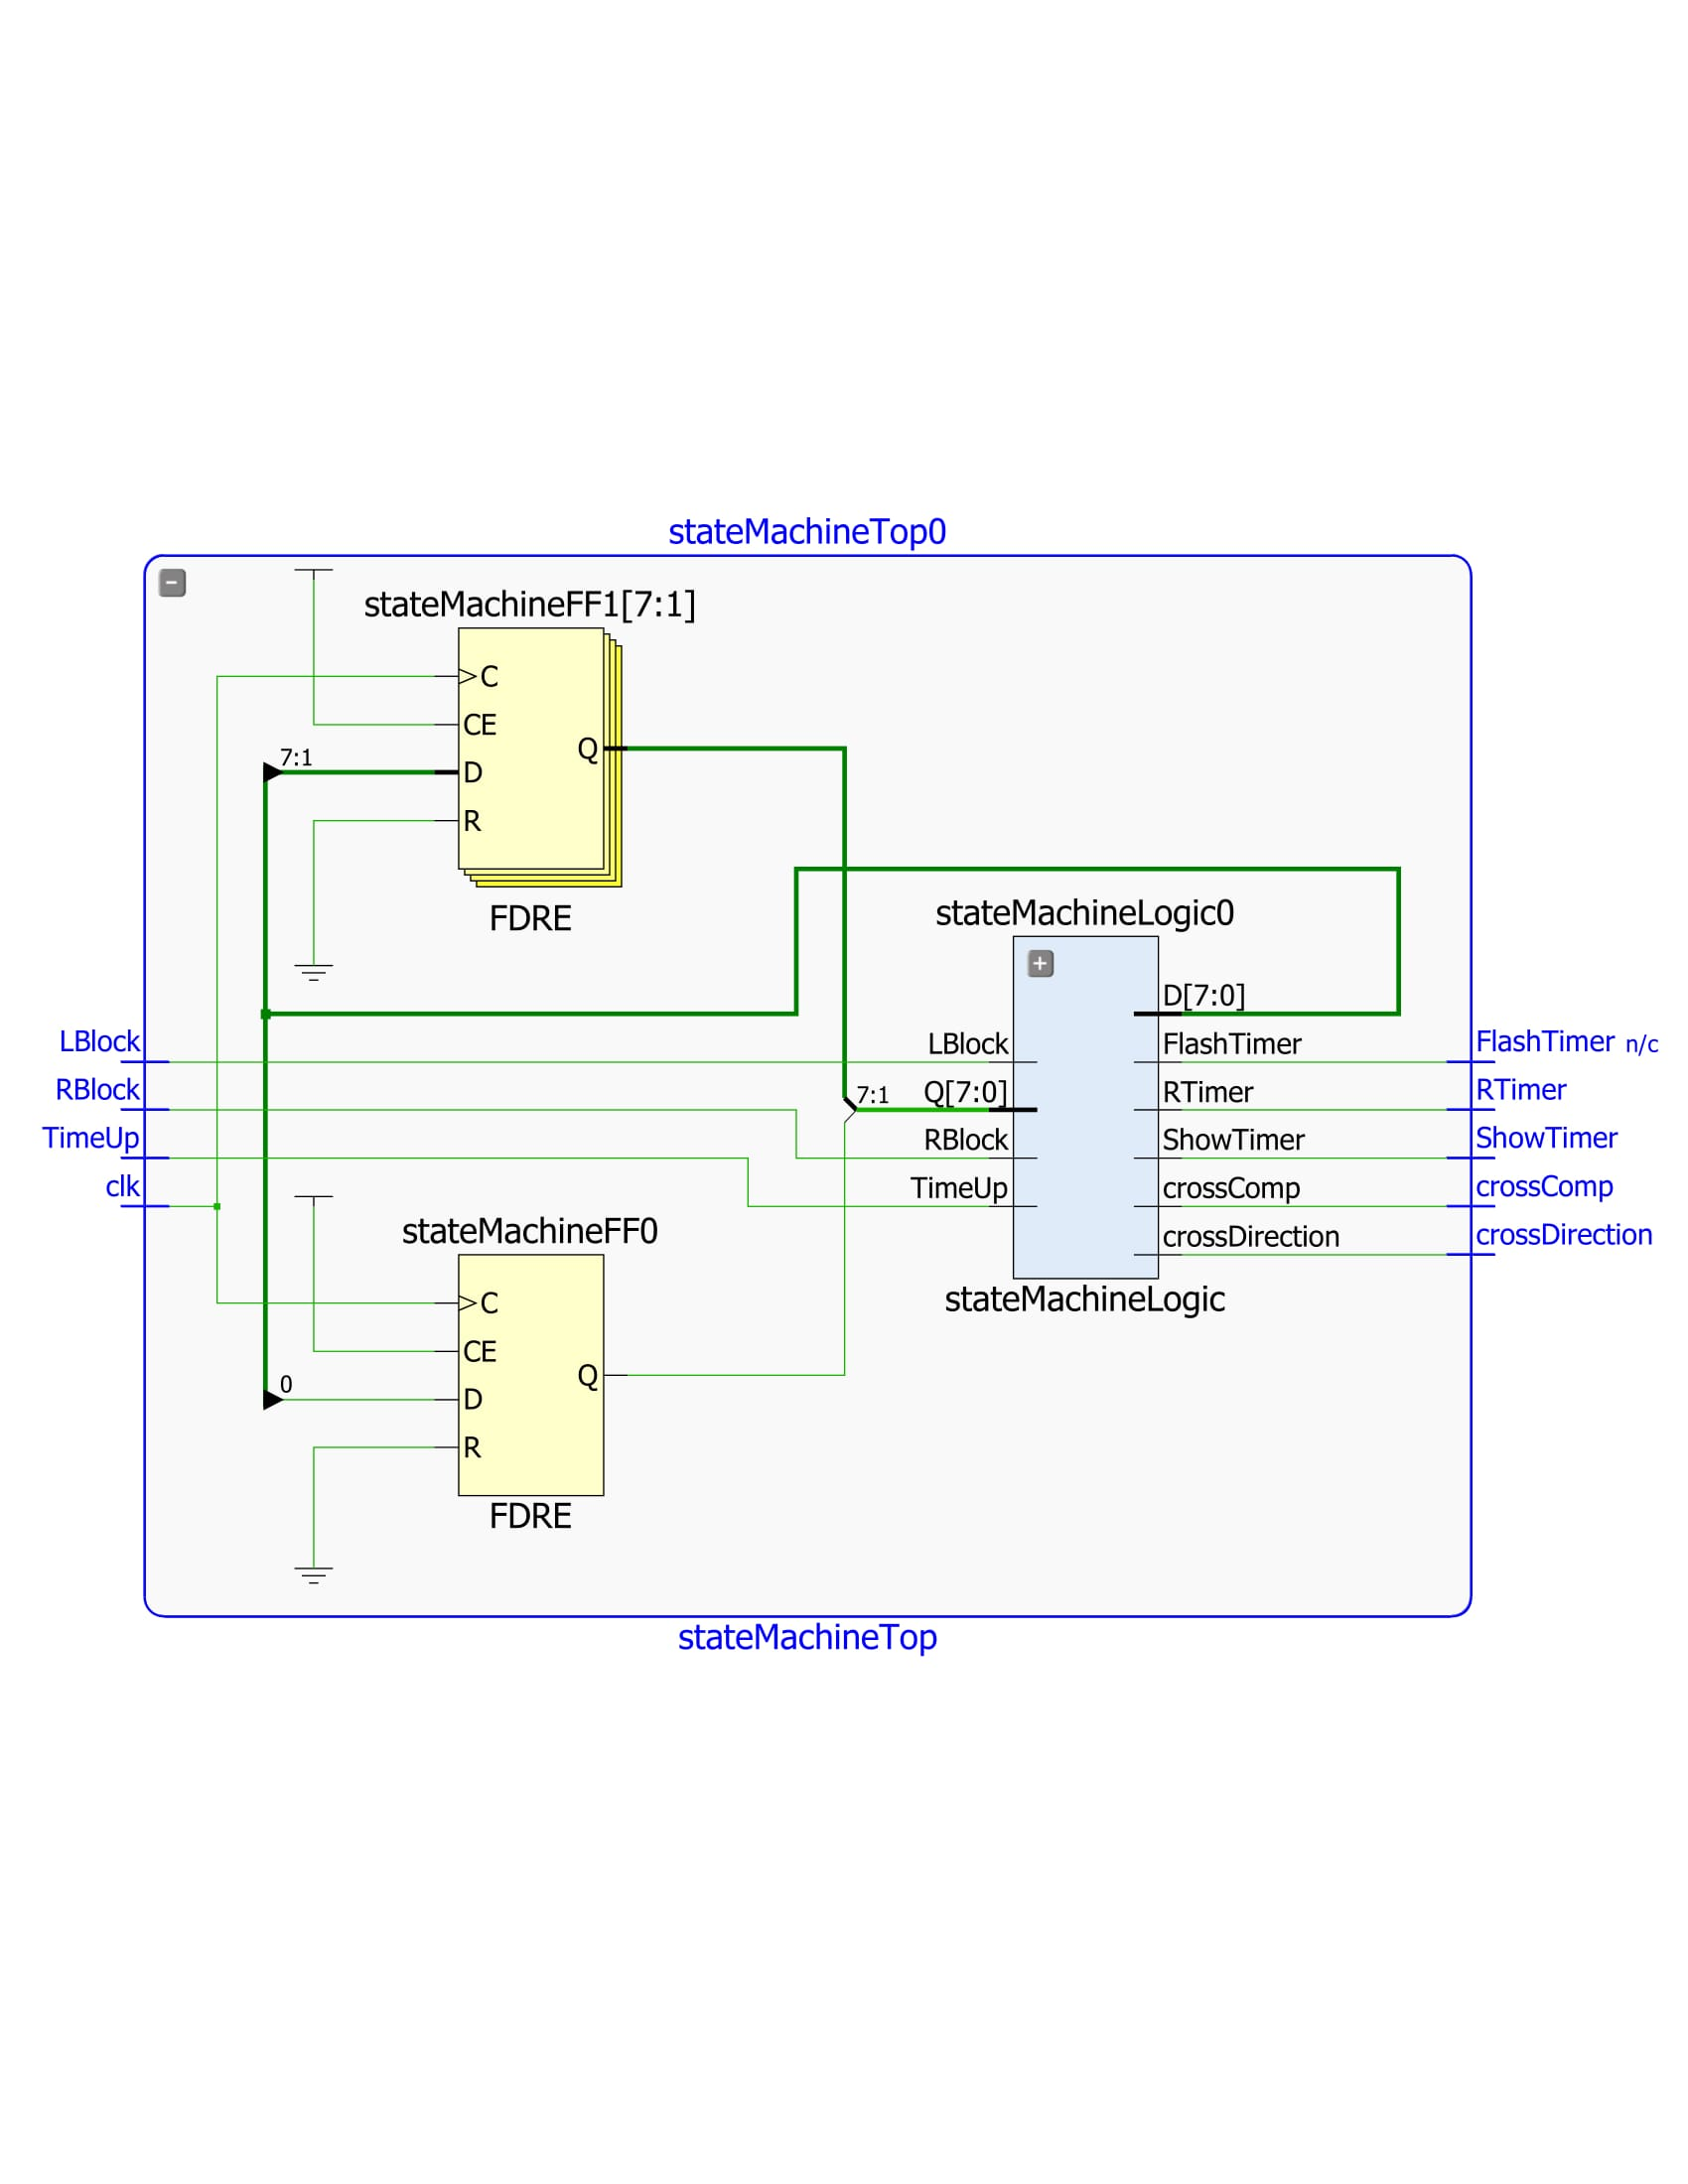 stateMachineTop0
stateMachineFF1[7:1]
C
CE
7:1
D
Q
R
FDRE
stateMachineLogic0
D[7:0]
LBlock
LBlock
FlashTimer
FlashTimer n/c
RBlock
7:1
Q[7:0]
RTimer
RTimer
TimeUp
RBlock
ShowTimer
ShowTimer
clk
TimeUp
crossComp
crossComp
crossDirection
crossDirection
stateMachineLogic
stateMachineFF0
C
CE
0
D
Q
R
FDRE
stateMachineTop